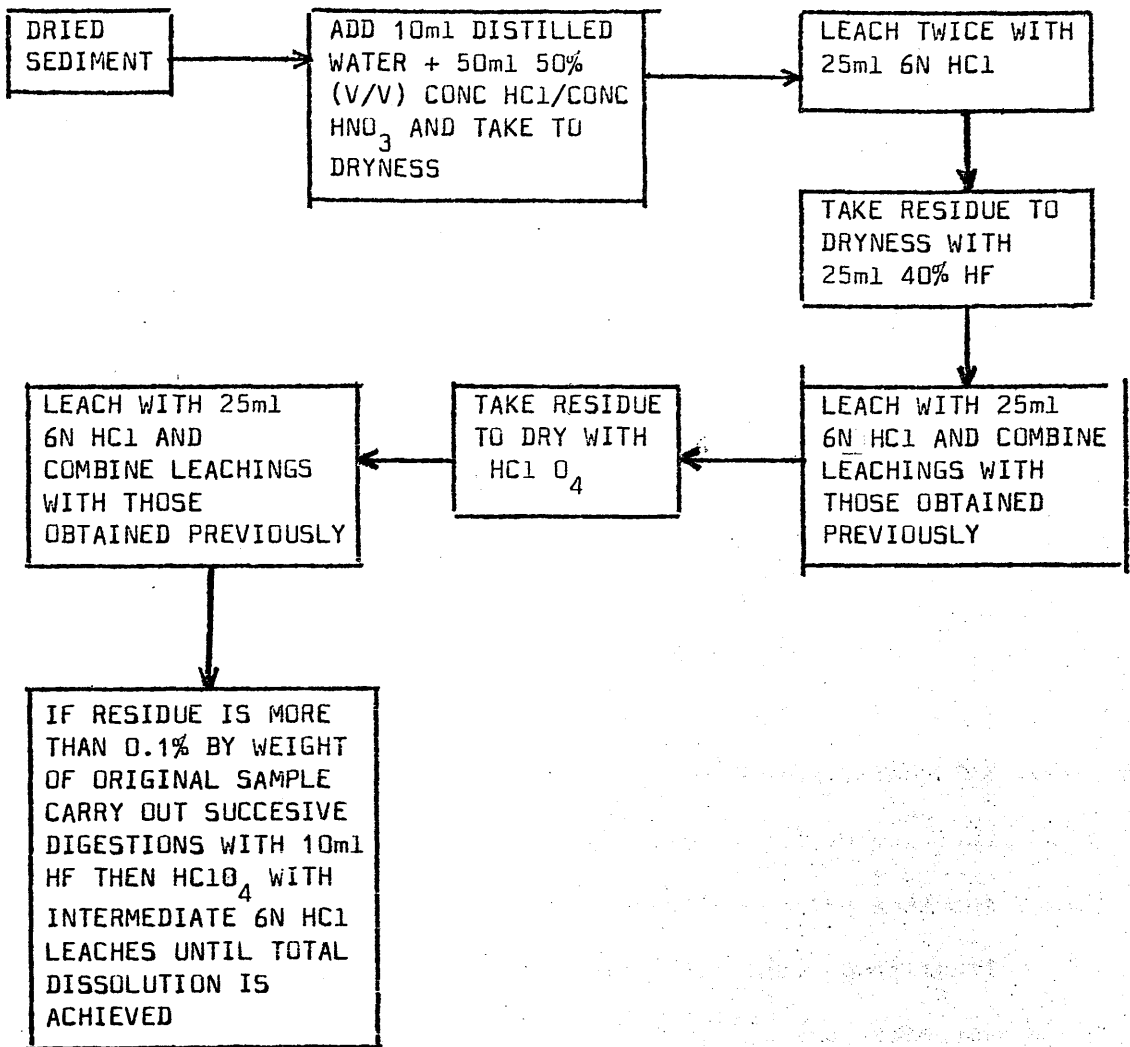 DRIED
SEDIMENT
ADD 10ml DISTILLED
WATER + 50ml 50%
(V/V) CONC HCl/CONC
HNO3 AND TAKE TO
DRYNESS
LEACH TWICE WITH
25ml 6N HCl
TAKE RESIDUE TO
DRYNESS WITH
25ml 40% HF
LEACH WITH 25ml
6N HCl AND COMBINE
LEACHINGS WITH
THOSE OBTAINED
PREVIOUSLY
TAKE RESIDUE
TO DRY WITH
HCl O4
LEACH WITH 25ml
6N HCl AND
COMBINE LEACHINGS
WITH THOSE
OBTAINED PREVIOUSLY
IF RESIDUE IS MORE
THAN 0.1% BY WEIGHT
OF ORIGINAL SAMPLE
CARRY OUT SUCCESIVE
DIGESTIONS WITH 10ml
HF THEN HClO4 WITH
INTERMEDIATE 6N HCl
LEACHES UNTIL TOTAL
DISSOLUTION IS
ACHIEVED